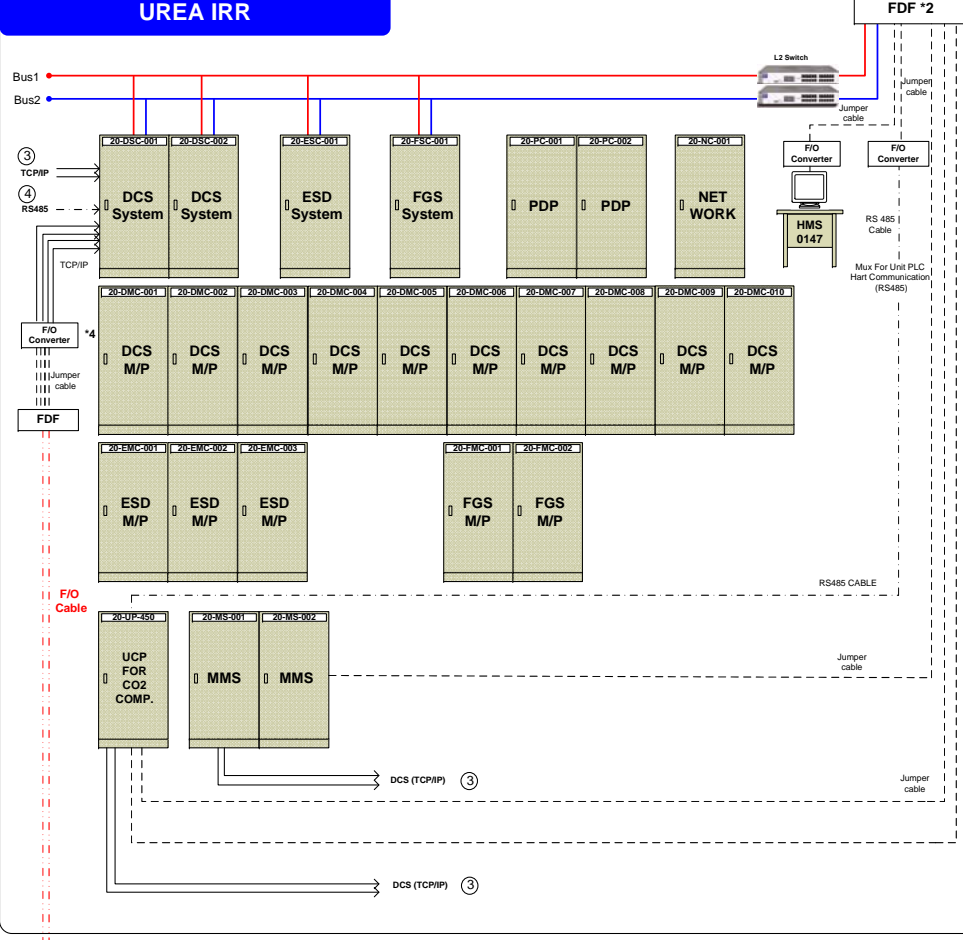 UREA IRR
FDF *2
L2 Switch
Bus1
Bus2
Jumper
cable
Jumper
cable
20-DSC-001
20-DSC-002
20-ESC-001
20-FSC-001
20-PC-001
20-PC-002
20-NC-001
F/O
Converter
F/O
Converter
3
TCP/IP
4
RS485
DCS
System
DCS
System
ESD
System
FGS
System
PDP
PDP
NET
WORK
HMS
0147
RS 485
Cable
TCP/IP
Mux For Unit PLC
Hart Communication
(RS485)
20-DMC-001
20-DMC-002
20-DMC-003
20-DMC-004
20-DMC-005
20-DMC-006
20-DMC-007
20-DMC-008
20-DMC-009
20-DMC-010
F/O
Converter
*4
DCS
M/P
DCS
M/P
DCS
M/P
DCS
M/P
DCS
M/P
DCS
M/P
DCS
M/P
DCS
M/P
DCS
M/P
DCS
M/P
Jumper
cable
FDF
20-EMC-001
20-EMC-002
20-EMC-003
20-FMC-001
20-FMC-002
ESD
M/P
ESD
M/P
ESD
M/P
FGS
M/P
FGS
M/P
F/O
Cable
RS485 CABLE
20-UP-450
20-MS-001
20-MS-002
UCP
FOR
CO2
COMP.
MMS
MMS
Jumper
cable
DCS (TCP/IP)
3
Jumper
cable
DCS (TCP/IP)
3